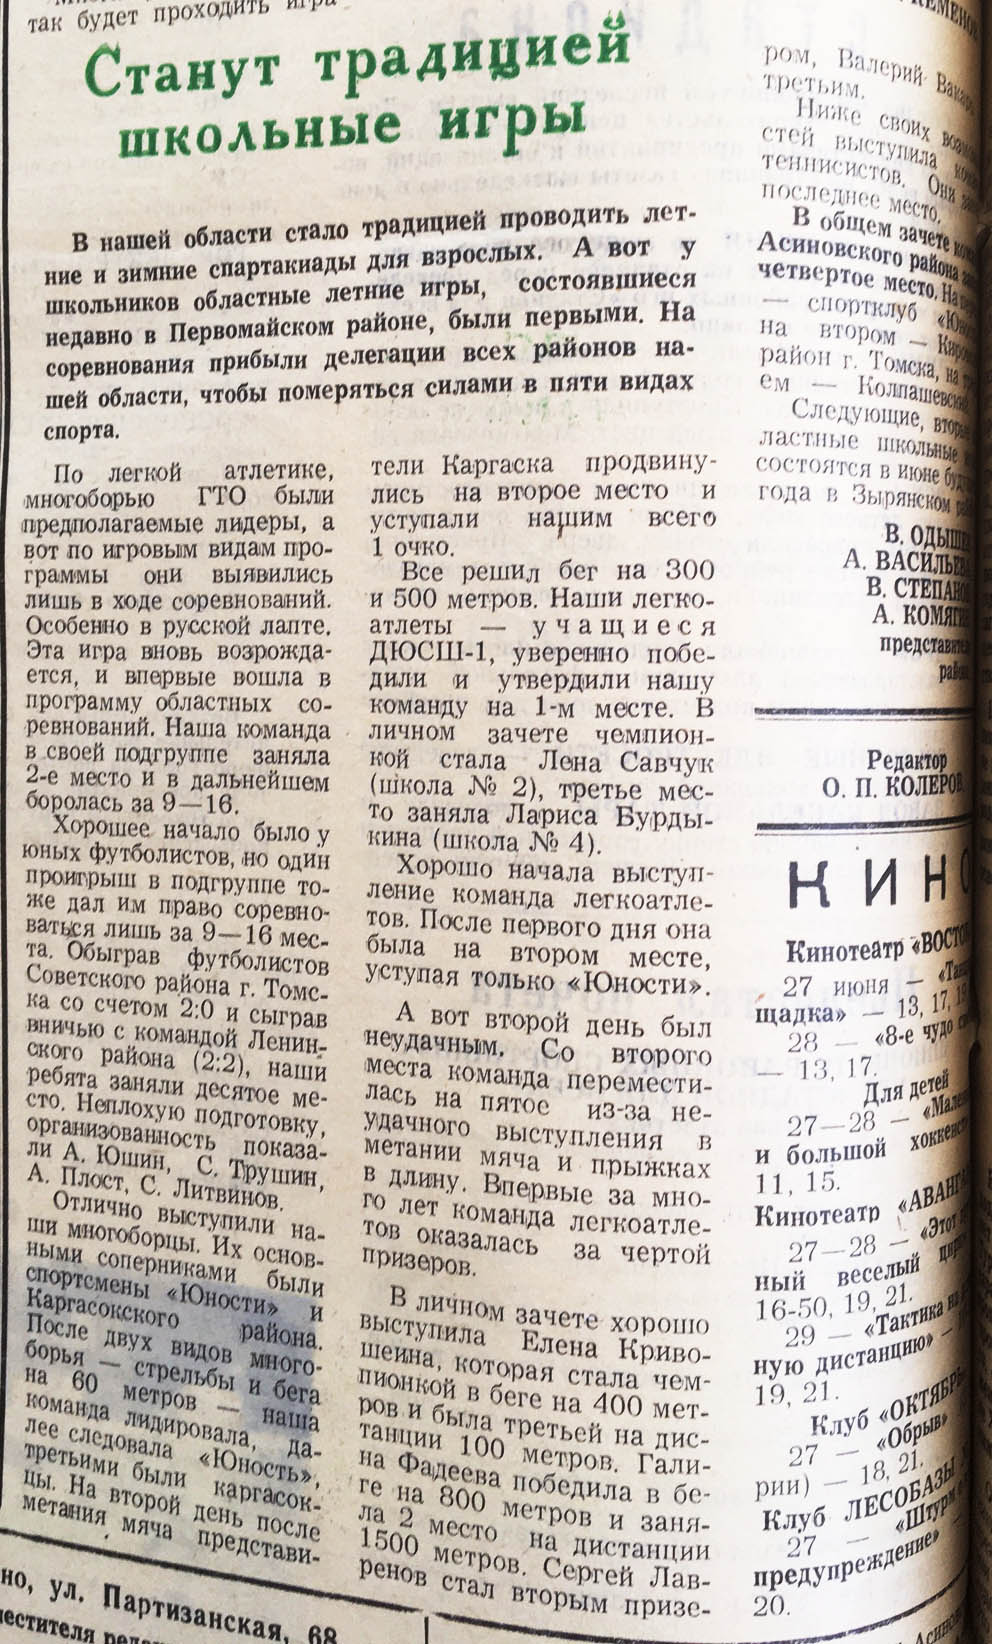 так будет проходить игра
Станут традицией
школьные игры
В нашей области стало традицией проводить лет-
ние и зимние спартакиады для взрослых. А вот у
школьников областные летние игры, состоявшиеся
недавно в Первомайском районе, были первыми. На
соревнования прибыли делегации всех районов на-
шей области, чтобы померяться силами в пяти видах
спорта.
По легкой атлетике,
многоборью ГТО были
предполагаемые лидеры, а
вот по игровым видам про-
граммы они выявились
лишь в ходе соревнований.
Особенно в русской лапте.
Эта игра вновь возрожда-
ется, и впервые вошла в
программу областных со-
ревнований. Наша команда
в своей подгруппе заняла
2-е место и в дальнейшем
боролась за 9—16.
Хорошее начало было у
юных футболистов, но один
проигрыш в подгруппе то-
же дал им право соревно-
ваться лишь за 9—16 мес-
та. Обыграв футболистов
Советского района г. Томс-
ка со счетом 2:0 и сыграв
вничью с командой Ленин-
ского района (2:2), наши
ребята заняли десятое ме-
сто. Неплохую подготовку,
организованность показа-
ли А. Юшин, С. Трушин,
А. Плост, С. Литвинов.
Отлично выступили на-
ши многоборцы. Их основ-
ными соперниками были
спортсмены «Юности» и
Каргасокского района.
После двух видов много-
борья — стрельбы и бега
на 60 метров — наша
команда лидировала, да-
лее следовала «Юность»,
третьими были каргасок-
цы. На второй день после
метания мяча представи-
тели Каргаска продвину-
лись на второе место и
уступали нашим всего
1 очко.
Все решил бег на 300
и 500 метров. Наши легко-
атлеты — учащиеся
ДЮСШ-1, уверенно побе-
дили и утвердили нашу
команду на 1-м месте. В
личном зачете чемпион-
кой стала Лена Савчук
(школа № 2), третье мес-
то заняла Лариса Бурды-
кина (школа № 4).
Хорошо начала выступ-
ление команда легкоатле-
тов. После первого дня она
была на втором месте,
уступая только «Юности».
А вот второй день был
неудачным. Со второго
места команда перемести-
лась на пятое из-за не-
удачного выступления в
метании мяча и прыжках
в длину. Впервые за мно-
го лет команда легкоатле-
тов оказалась за чертой
призеров.
В личном зачете хорошо
выступила Елена Криво-
шеина, которая стала чем-
пионкой в беге на 400 мет-
ров и была третьей на дис-
танции 100 метров. Гали-
на Фадеева победила в бе-
ге на 800 метров и заня-
ла 2 место на дистанции
1500 метров. Сергей Лав-
ренов стал вторым призе-
ром, Валерий
третьим.
Ниже своих
стей выступила
теннисистов. Они
последнее место.
В общем зачете
Асиновского района
четвертое место. На
— спортклуб
на втором —
район г. Томска, на
ем —
Следующие,
ластные школьные
состоятся в июне
года в Зырянском
В.
А. ВАСИЛЬЕВ
В.
А.
Редактор
О. П. КОЛЕРОВ
КИНО
Кинотеатр «ВОСТОК
27 июня —
щадка» — 13, 17,
28 — «8-е чудо
— 13, 17.
Для детей
27—28 —
и большой
11, 15.
Кинотеатр
27—28 — «Этот
ный веселый
16-50, 19, 21.
29 — «Тактика
ную дистанцию» —
19, 21.
Клуб «ОКТЯБРЬ
27 — «Обрыв»
рии) — 18, 21.
Клуб ЛЕСОБАЗЫ
27 — «Штурм
предупреждение»
20.
но, ул. Партизанская, 68